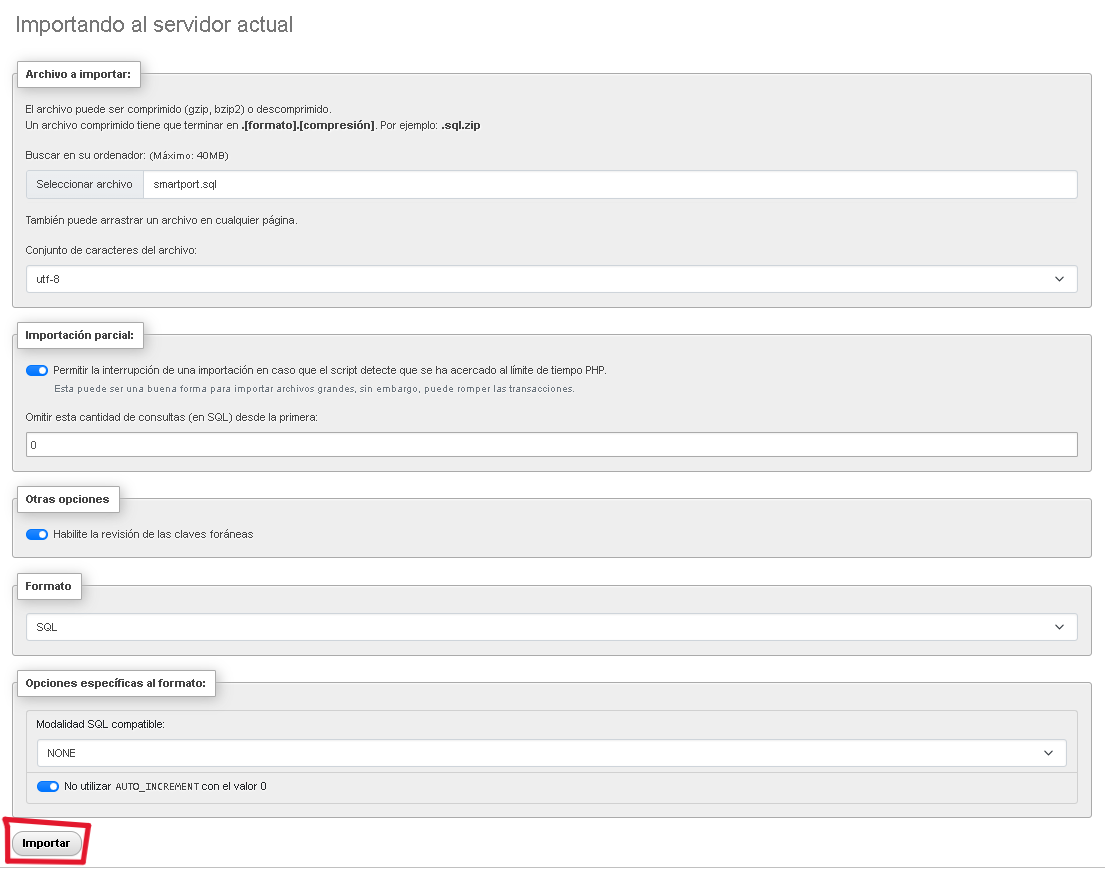 Importando al servidor actual
Archivo a importar:
El archivo puede ser comprimido (gzip, bzip2) o descomprimido.
Un archivo comprimido tiene que terminar en .[formato].[compresión]. Por ejemplo: .sql.zip
Buscar en su ordenador: (Máximo: 40MB)
Seleccionar archivo smartport.sql
También puede arrastrar un archivo en cualquier página.
Conjunto de caracteres del archivo:
utf-8
Importación parcial:
Permitir la interrupción de una importación en caso que el script detecte que se ha acercado al límite de tiempo PHP.
Esta puede ser una buena forma para importar archivos grandes, sin embargo, puede romper las transacciones.
Omitir esta cantidad de consultas (en SQL) desde la primera:
0
Otras opciones
Habilite la revisión de las claves foráneas
Formato
SQL
Opciones específicas al formato:
Modalidad SQL compatible:
NONE
No utilizar AUTO_INCREMENT con el valor 0
Importar